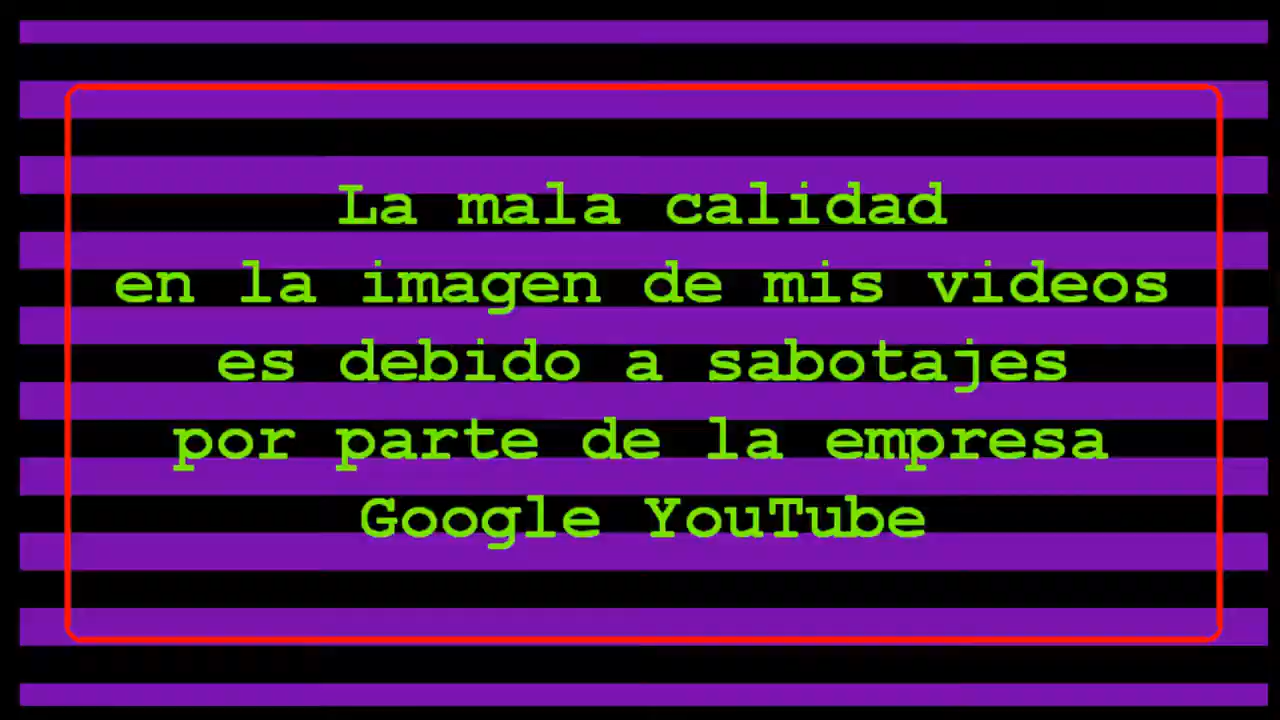 La mala calidad
en la imagen de mis videos
es debido a sabotajes
por parte de la empresa
Google YouTube